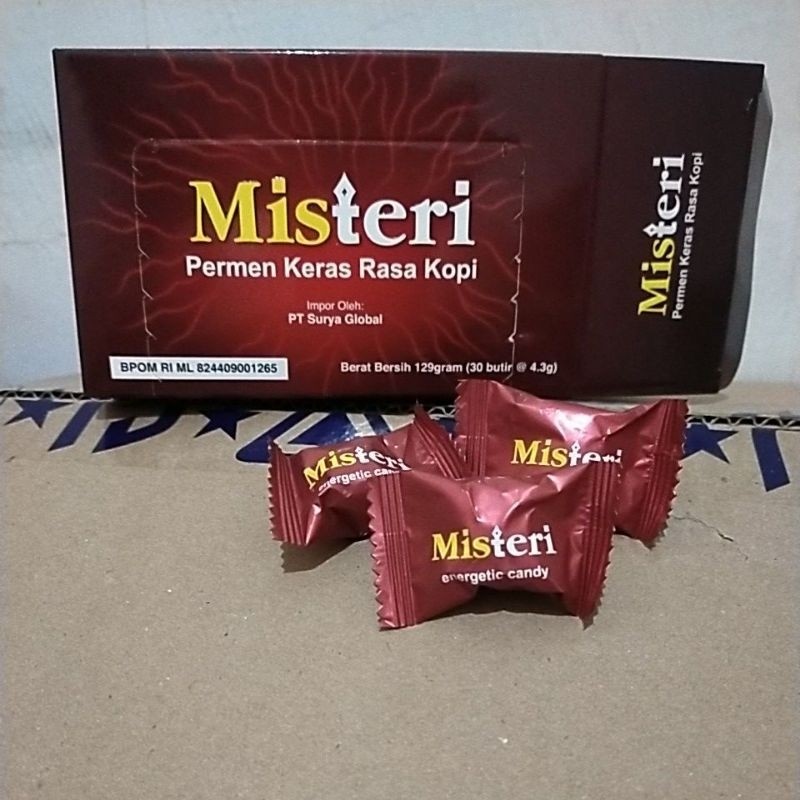 Misteri
Permen Keras Rasa Kopi
Impor Oleh:
PT Surya Global
BPOM RI ML 824409001265
Berat Bersih 129gram (30 butir @ 4.3g)
Misteri
Permen Keras Rasa Kopi
Misteri
energetic
Misteri
Misteri
energetic candy